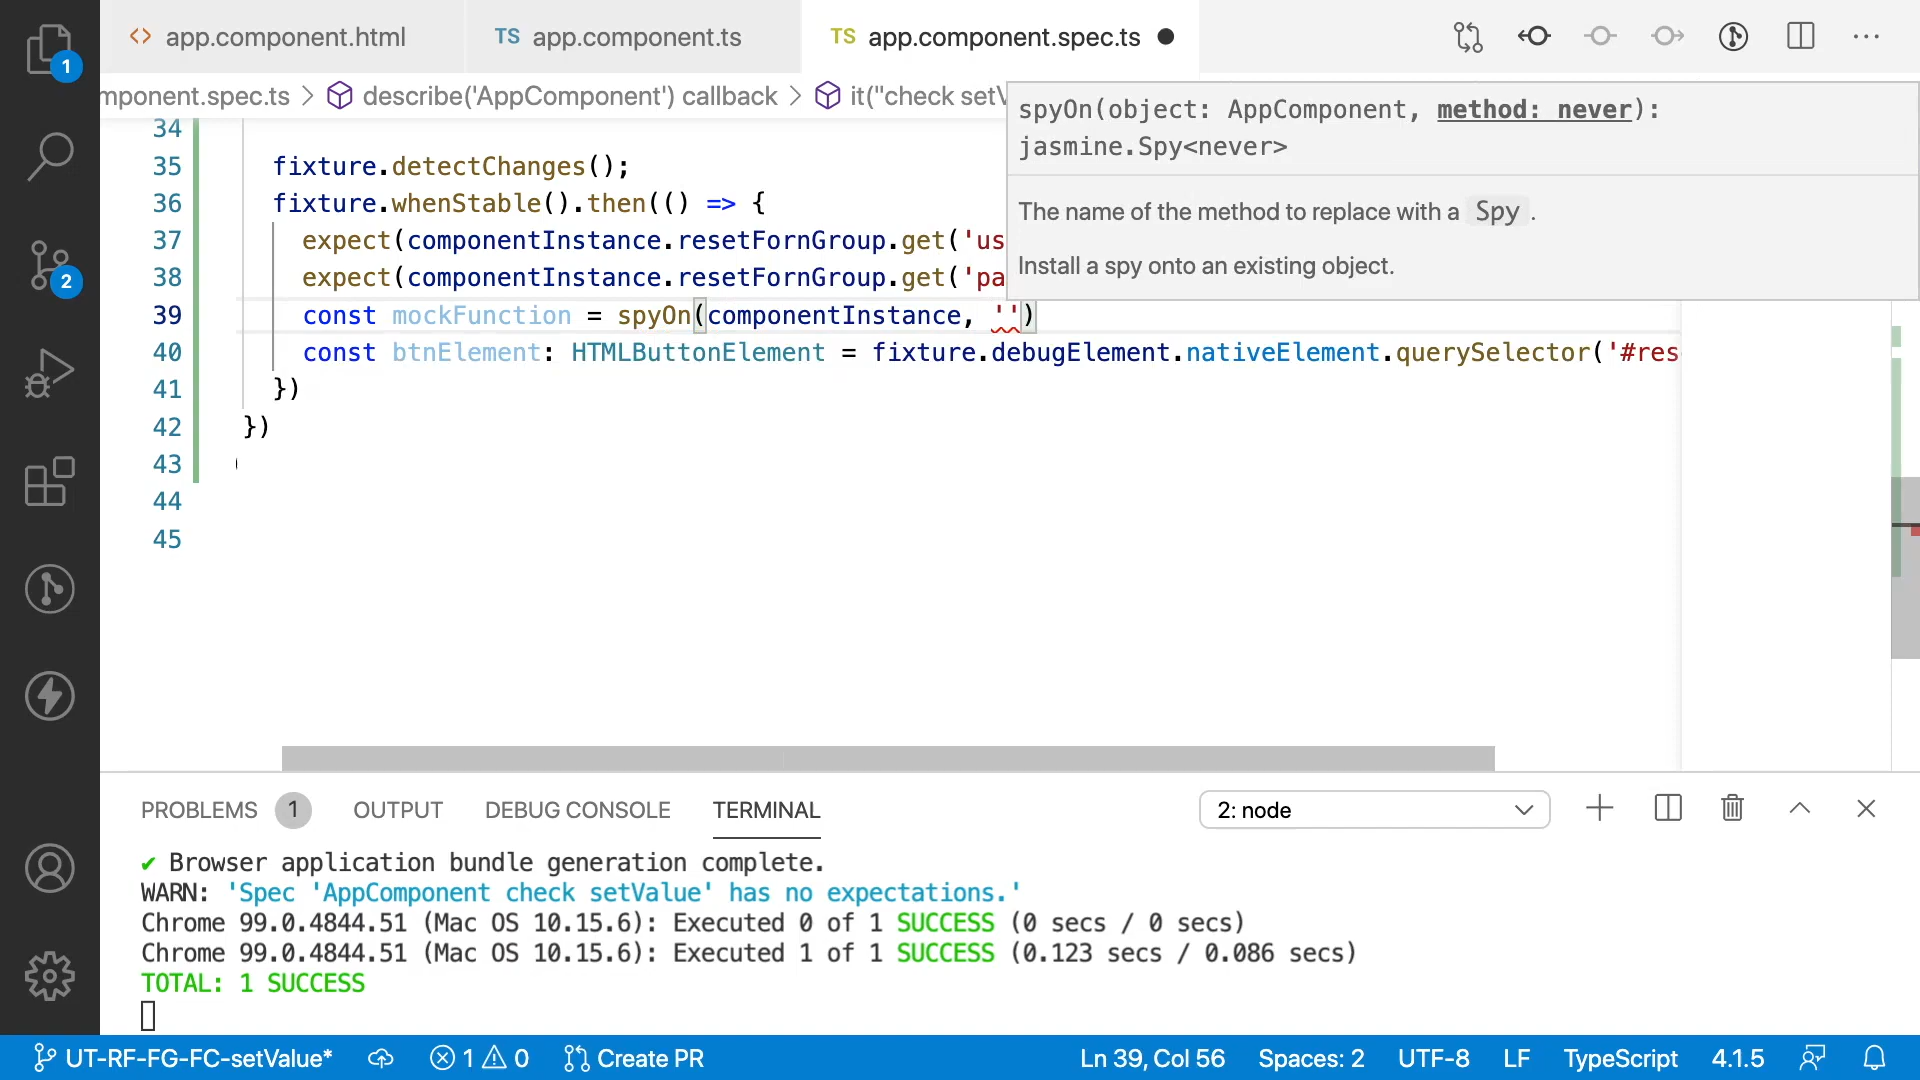 <> app.component.html
TS app.component.ts
TS app.component.spec.ts
mponent.spec.ts > describe('AppComponent') callback > it("check setV
spyOn(object: AppComponent, method: never):
jasmine.Spy<never>
The name of the method to replace with a Spy .
Install a spy onto an existing object.
1
2
34
35 fixture.detectChanges();
36 fixture.whenStable().then(() => {
37 expect(componentInstance.resetFornGroup.get('us
38 expect(componentInstance.resetFornGroup.get('pa
39 const mockFunction = spyOn(componentInstance, '')
40 const btnElement: HTMLButtonElement = fixture.debugElement.nativeElement.querySelector('#res
41 })
42 })
43
44
45
PROBLEMS 1 OUTPUT DEBUG CONSOLE TERMINAL 2: node
✔ Browser application bundle generation complete.
WARN: 'Spec 'AppComponent check setValue' has no expectations.'
Chrome 99.0.4844.51 (Mac OS 10.15.6): Executed 0 of 1 SUCCESS (0 secs / 0 secs)
Chrome 99.0.4844.51 (Mac OS 10.15.6): Executed 1 of 1 SUCCESS (0.123 secs / 0.086 secs)
TOTAL: 1 SUCCESS
UT-RF-FG-FC-setValue* 1 0 Create PR Ln 39, Col 56 Spaces: 2 UTF-8 LF TypeScript 4.1.5